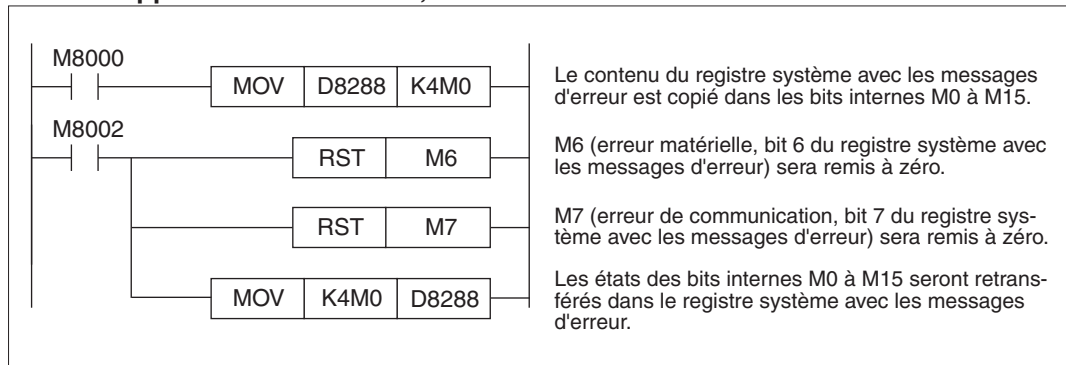 M8000
MOV D8288 K4M0
Le contenu du registre système avec les messages
d'erreur est copié dans les bits internes M0 à M15.
M8002
RST M6
M6 (erreur matérielle, bit 6 du registre système avec
les messages d'erreur) sera remis à zéro.
RST M7
M7 (erreur de communication, bit 7 du registre sys-
tème avec les messages d'erreur) sera remis à zéro.
MOV K4M0 D8288
Les états des bits internes M0 à M15 seront retrans-
férés dans le registre système avec les messages
d'erreur.